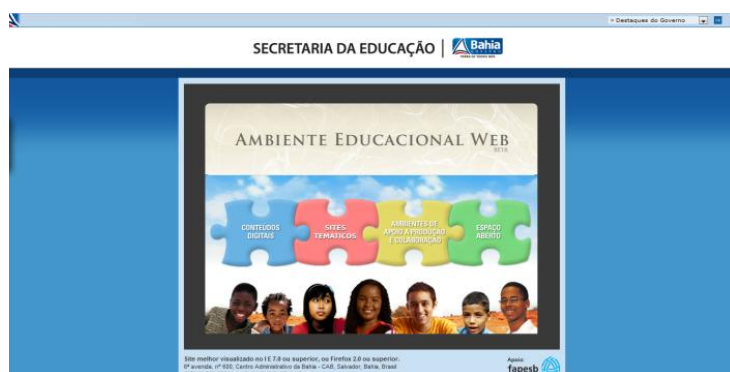 > Destaques do Governo
SECRETARIA DA EDUCAÇÃO | Bahia
AMBIENTE EDUCACIONAL WEB
CONTEÚDOS
DIGITAIS
SITES
TEMÁTICOS
AMBIENTES DE
APOIO A PRODUÇÃO
E COLABORAÇÃO
ESPAÇO
ABERTO
Site melhor visualizado no I E 7.0 ou superior, ou Firefox 2.0 ou superior.
6ª avenida, nº 600, Centro Administrativo da Bahia - CAB, Salvador, Bahia, Brasil
Apoio
fapesb